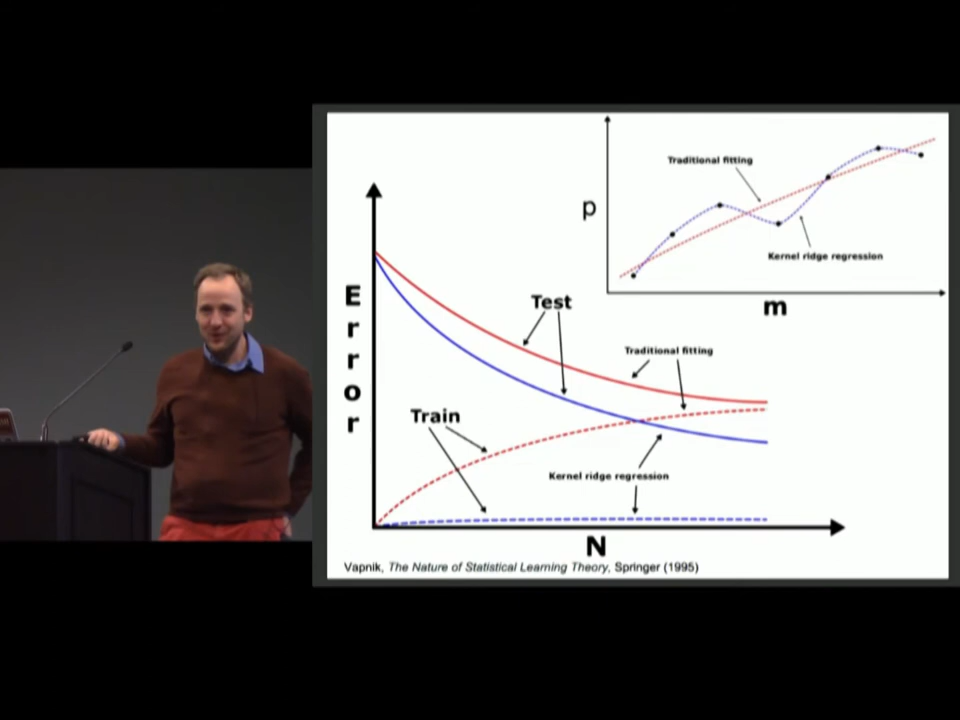 Traditional fitting
p
Kernel ridge regression
m
Error
Test
Traditional fitting
Train
Kernel ridge regression
N
Vapnik, The Nature of Statistical Learning Theory, Springer (1995)